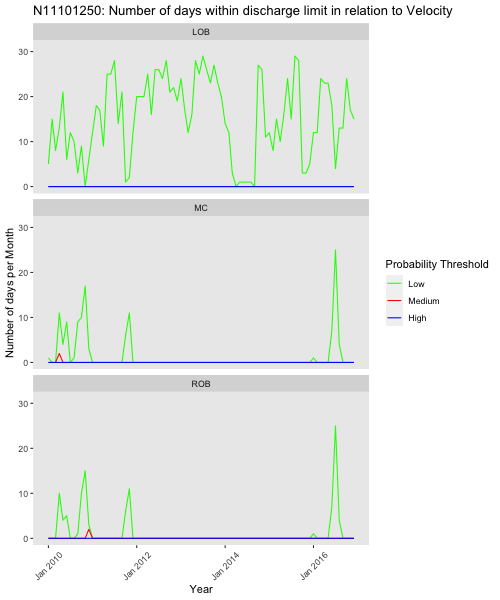 N11101250: Number of days within discharge limit in relation to Velocity
LOB
30
20
10
0
MC
30
20
10
0
ROB
30
20
10
0
Number of days per Month
Jan 2010
Jan 2012
Jan 2014
Jan 2016
Year
Probability Threshold
Low
Medium
High